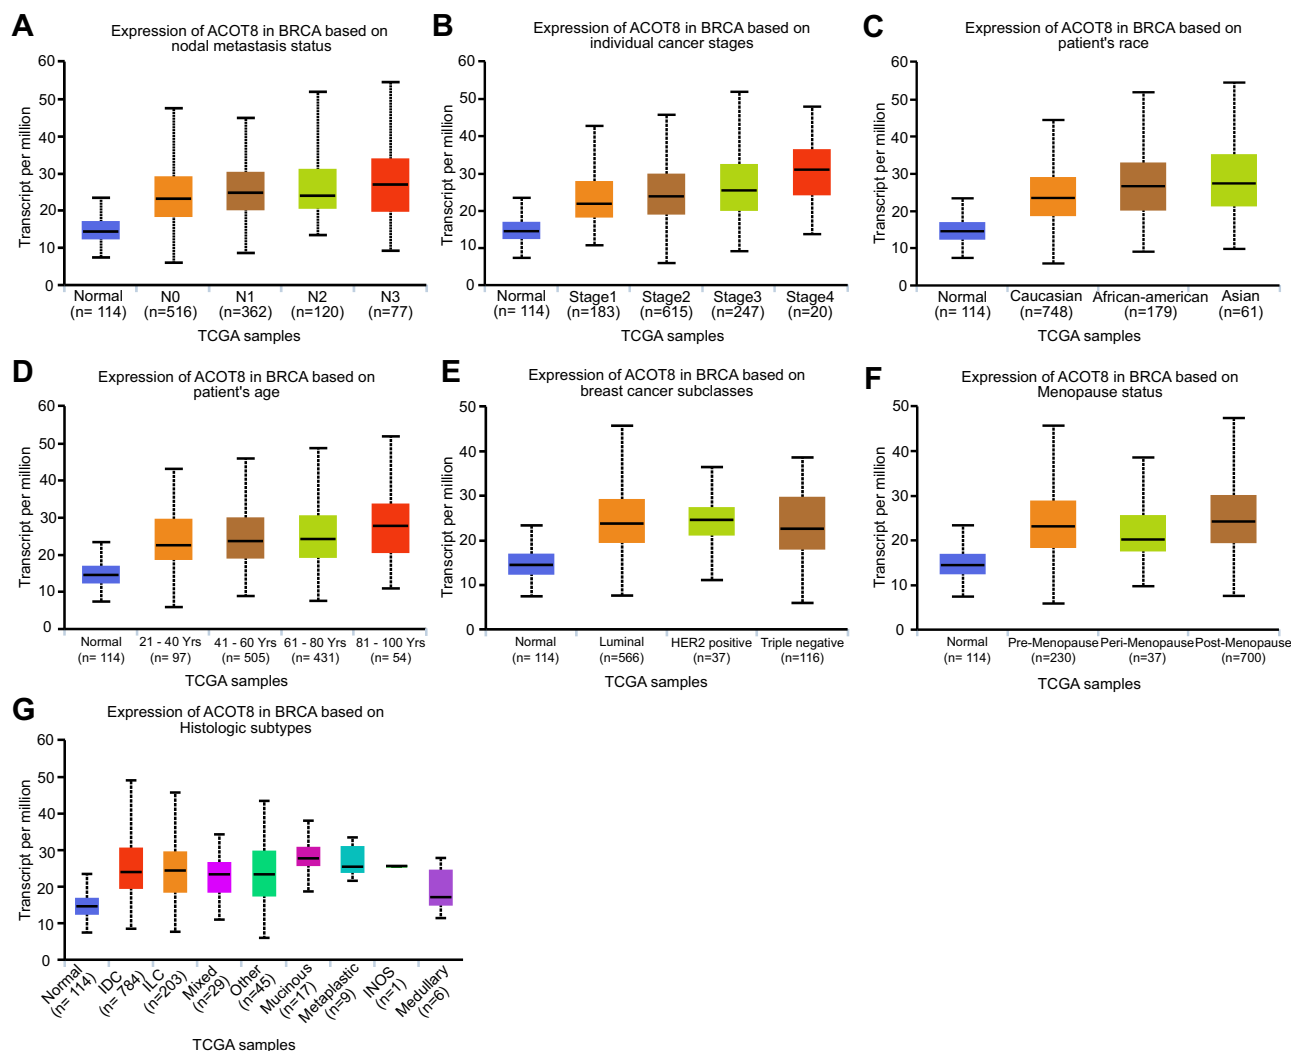 A
Expression of ACOT8 in BRCA based on
nodal metastasis status
Transcript per million
60
50
40
30
20
10
0
Normal N0 N1 N2 N3
(n= 114) (n=516) (n=362) (n=120) (n=77)
TCGA samples
B
Expression of ACOT8 in BRCA based on
individual cancer stages
Transcript per million
60
50
40
30
20
10
0
Normal Stage1 Stage2 Stage3 Stage4
(n= 114) (n=183) (n=615) (n=247) (n=20)
TCGA samples
C
Expression of ACOT8 in BRCA based on
patient's race
Transcript per million
60
50
40
30
20
10
0
Normal Caucasian African-american Asian
(n= 114) (n=748) (n=179) (n=61)
TCGA samples
D
Expression of ACOT8 in BRCA based on
patient's age
Transcript per million
60
50
40
30
20
10
0
Normal 21 - 40 Yrs 41 - 60 Yrs 61 - 80 Yrs 81 - 100 Yrs
(n= 114) (n= 97) (n= 505) (n= 431) (n= 54)
TCGA samples
E
Expression of ACOT8 in BRCA based on
breast cancer subclasses
Transcript per million
50
40
30
20
10
0
Normal Luminal HER2 positive Triple negative
(n= 114) (n=566) (n=37) (n=116)
TCGA samples
F
Expression of ACOT8 in BRCA based on
Menopause status
Transcript per million
50
40
30
20
10
0
Normal Pre-Menopause Peri-Menopause Post-Menopause
(n= 114) (n=230) (n=37) (n=700)
TCGA samples
G
Expression of ACOT8 in BRCA based on
Histologic subtypes
Transcript per million
60
50
40
30
20
10
0
Normal
(n= 114)
IDC
(n= 784)
ILC
(n=203)
Mixed
(n=29)
Other
(n=45)
Mucinous
(n=17)
Metaplastic
(n=9)
INOS
(n=1)
Medullary
(n=6)
TCGA samples